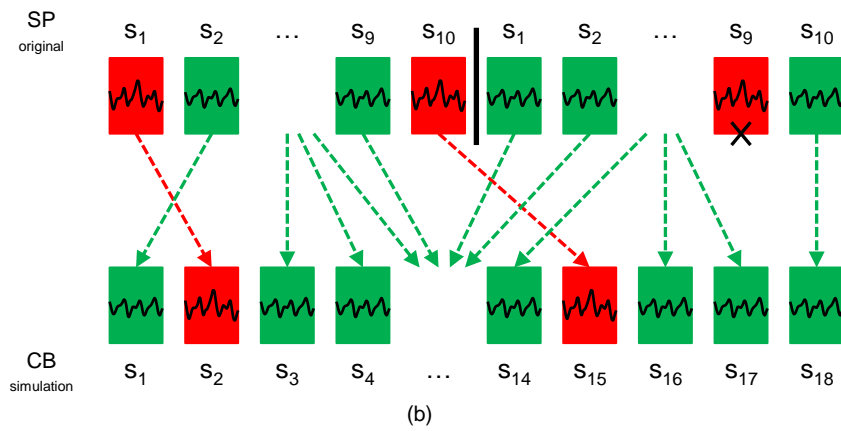 SP s₁ s₂ … s₉ s₁₀ s₁ s₂ … s₉ s₁₀
original
CB
simulation
s₁ s₂ s₃ s₄ … s₁₄ s₁₅ s₁₆ s₁₇ s₁₈
(b)